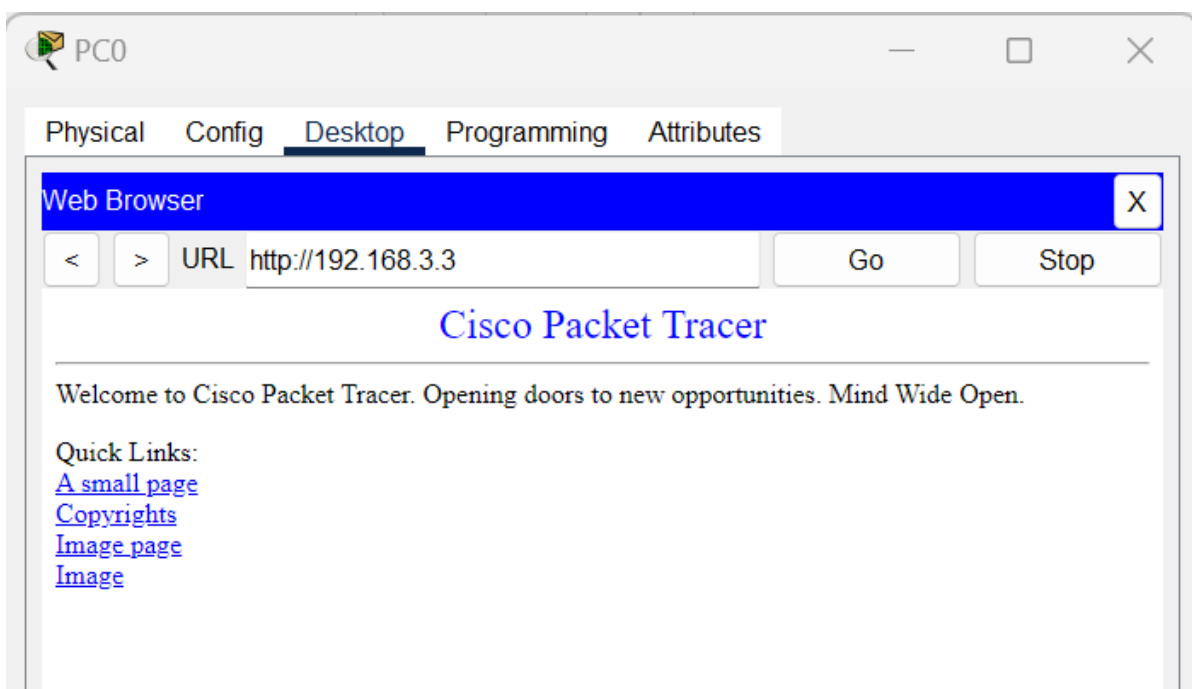 PC0
Physical Config Desktop Programming Attributes
Web Browser X
< > URL http://192.168.3.3 Go Stop
Cisco Packet Tracer
Welcome to Cisco Packet Tracer. Opening doors to new opportunities. Mind Wide Open.
Quick Links:
A small page
Copyrights
Image page
Image